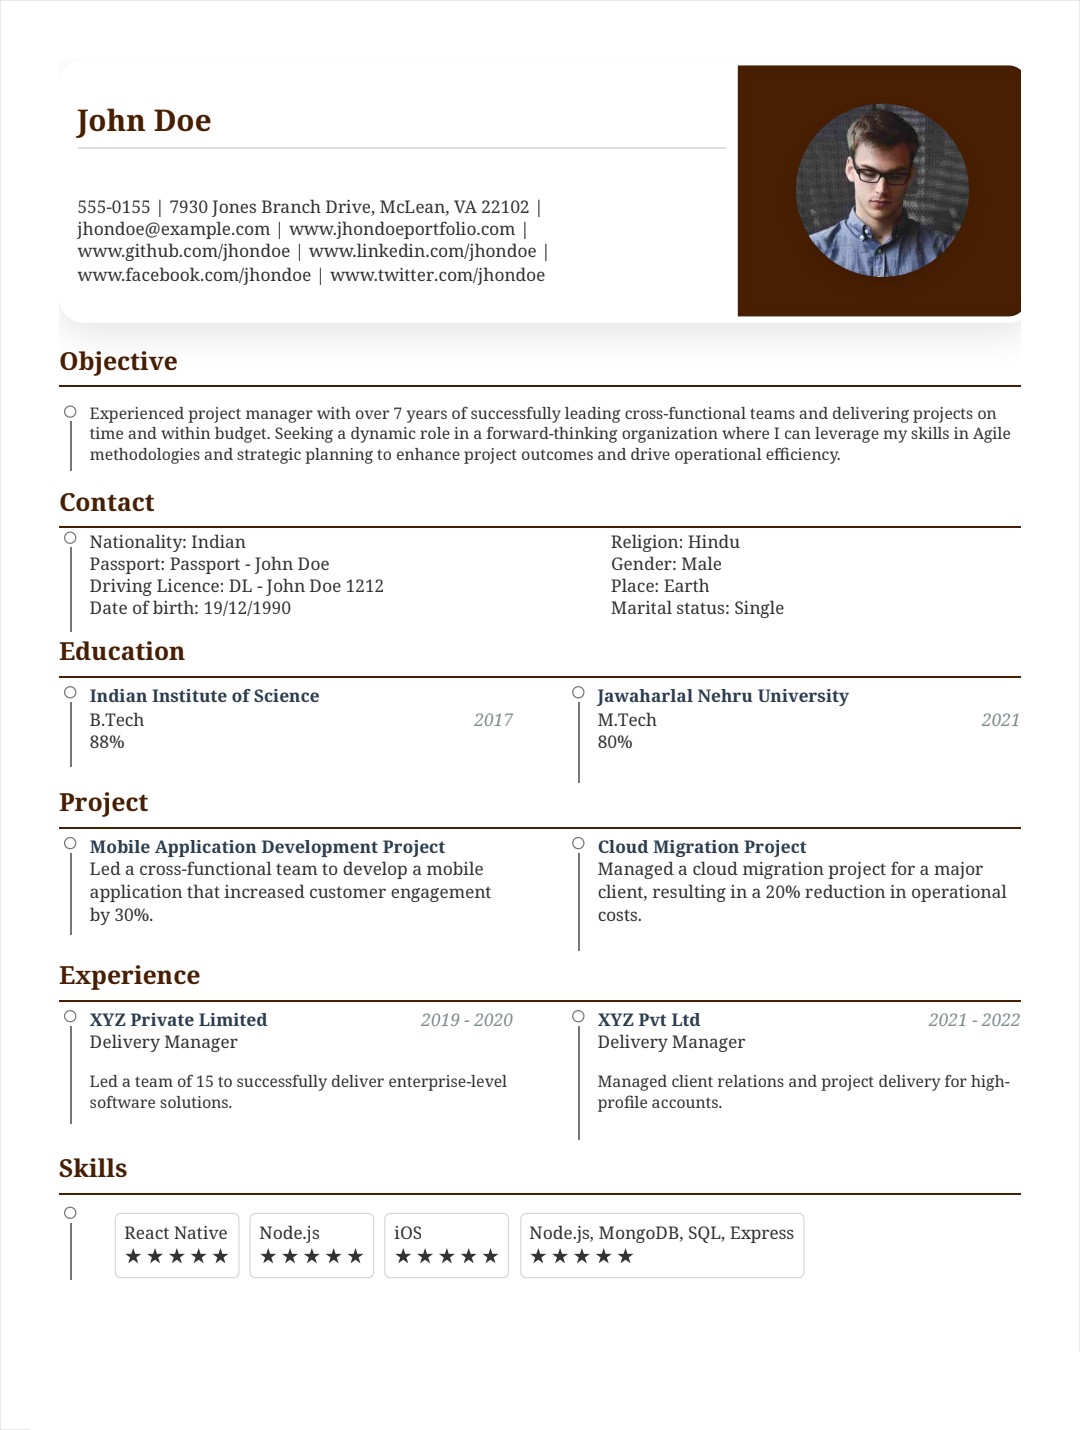 John Doe
555-0155 | 7930 Jones Branch Drive, McLean, VA 22102 |
jhondoe@example.com | www.jhondoeportfolio.com |
www.github.com/jhondoe | www.linkedin.com/jhondoe |
www.facebook.com/jhondoe | www.twitter.com/jhondoe
Objective
Experienced project manager with over 7 years of successfully leading cross-functional teams and delivering projects on
time and within budget. Seeking a dynamic role in a forward-thinking organization where I can leverage my skills in Agile
methodologies and strategic planning to enhance project outcomes and drive operational efficiency.
Contact
Nationality: Indian
Passport: Passport - John Doe
Driving Licence: DL - John Doe 1212
Date of birth: 19/12/1990
Religion: Hindu
Gender: Male
Place: Earth
Marital status: Single
Education
Indian Institute of Science
B.Tech 2017
88%
Jawaharlal Nehru University
M.Tech 2021
80%
Project
Mobile Application Development Project
Led a cross-functional team to develop a mobile
application that increased customer engagement
by 30%.
Cloud Migration Project
Managed a cloud migration project for a major
client, resulting in a 20% reduction in operational
costs.
Experience
XYZ Private Limited 2019 - 2020
Delivery Manager
Led a team of 15 to successfully deliver enterprise-level
software solutions.
XYZ Pvt Ltd 2021 - 2022
Delivery Manager
Managed client relations and project delivery for high-
profile accounts.
Skills
React Native
★★★★★
Node.js
★★★★★
iOS
★★★★★
Node.js, MongoDB, SQL, Express
★★★★★